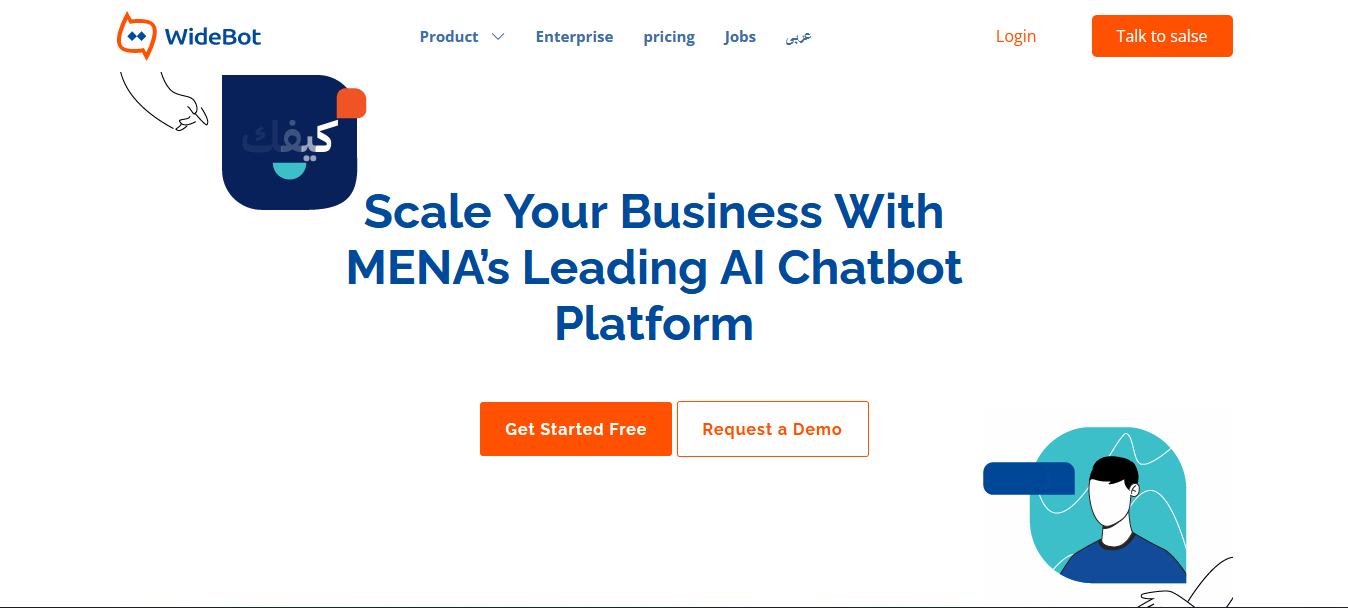 WideBot
Product
Enterprise
pricing
Jobs
عربي
Login
Talk to salse
كيفك
Scale Your Business With
MENA’s Leading AI Chatbot
Platform
Get Started Free
Request a Demo